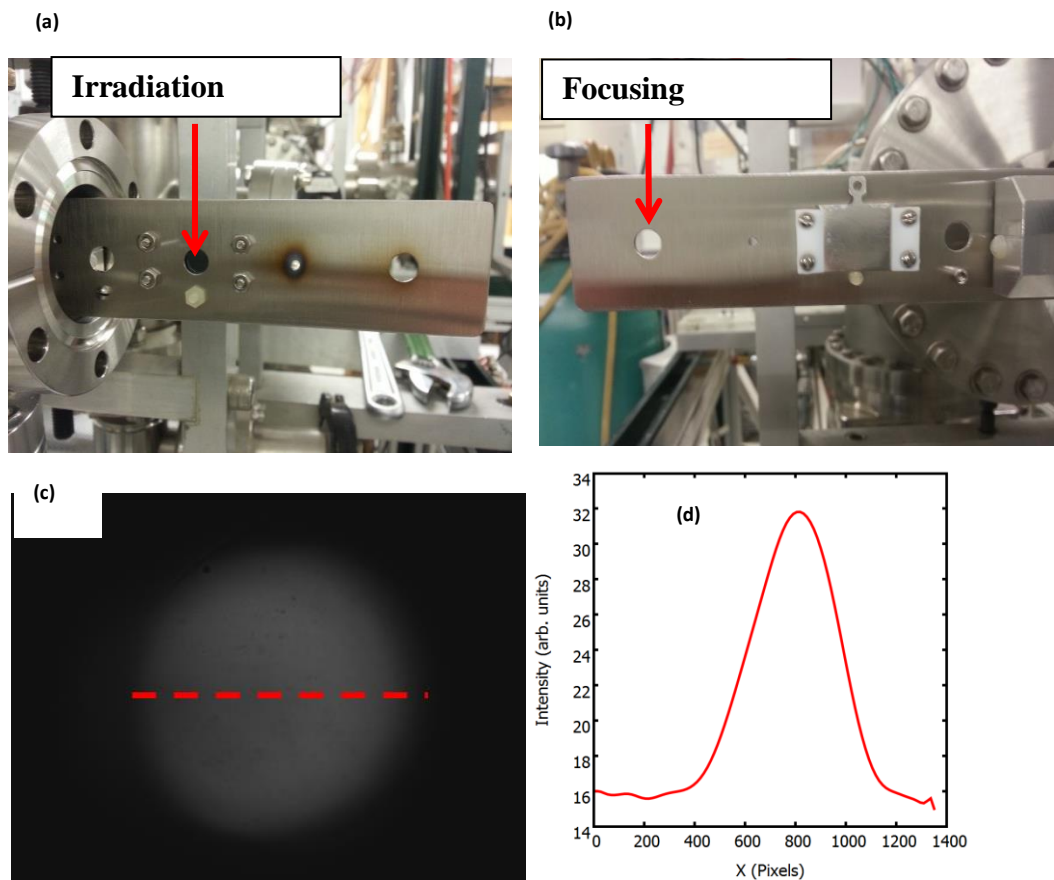 (a)
(b)
Irradiation
Focusing
(c)
(d)
34
32
30
28
26
24
22
20
18
16
14
Intensity (arb. units)
0 200 400 600 800 1000 1200 1400
X (Pixels)